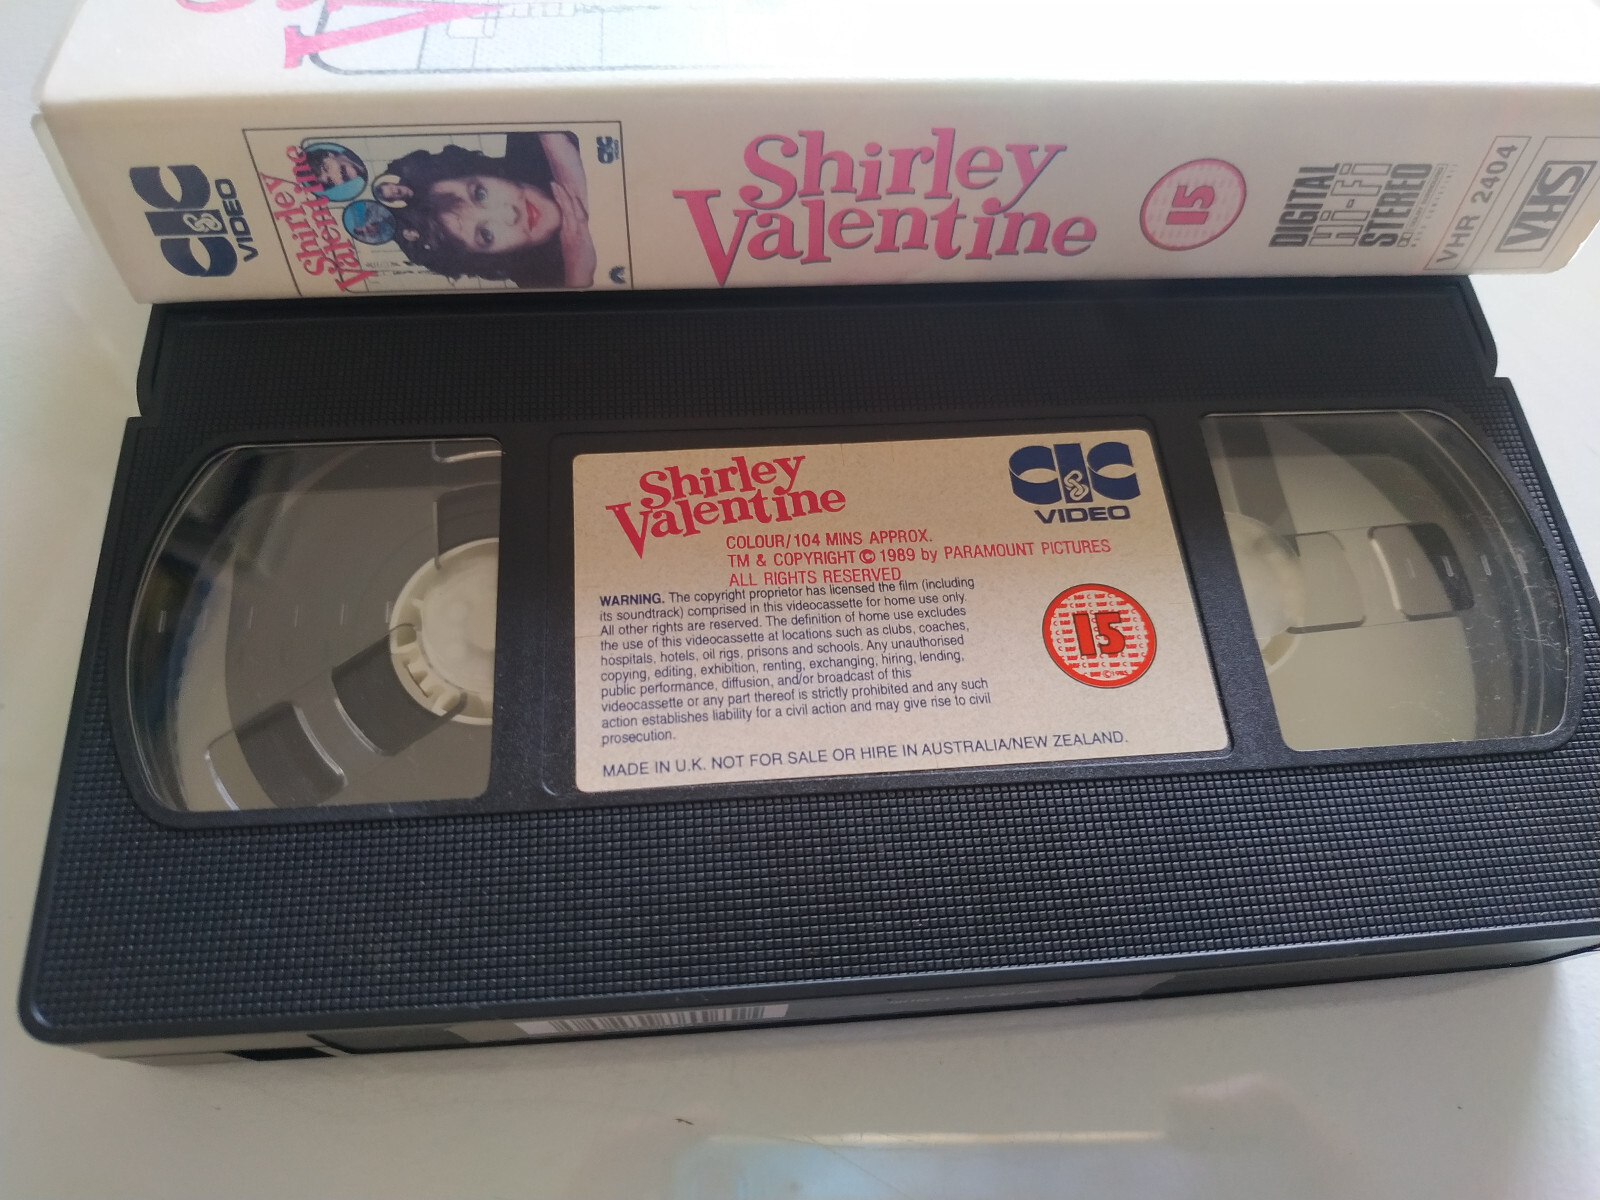 CIC
VIDEO
Shirley
Valentine
Shirley
Valentine
15
DIGITAL
Hi-Fi
STEREO
VHR 2404
VHS
Shirley
Valentine
CIC
VIDEO
COLOUR/104 MINS APPROX.
TM & COPYRIGHT © 1989 by PARAMOUNT PICTURES
ALL RIGHTS RESERVED
WARNING. The copyright proprietor has licensed the film (including
its soundtrack) comprised in this videocassette for home use only.
All other rights are reserved. The definition of home use excludes
the use of this videocassette at locations such as clubs, coaches,
hospitals, hotels, oil rigs, prisons and schools. Any unauthorised
copying, editing, exhibition, renting, exchanging, hiring, lending,
public performance, diffusion, and/or broadcast of this
videocassette or any part thereof is strictly prohibited and any such
action establishes liability for a civil action and may give rise to civil
prosecution.
15
MADE IN U.K. NOT FOR SALE OR HIRE IN AUSTRALIA/NEW ZEALAND.